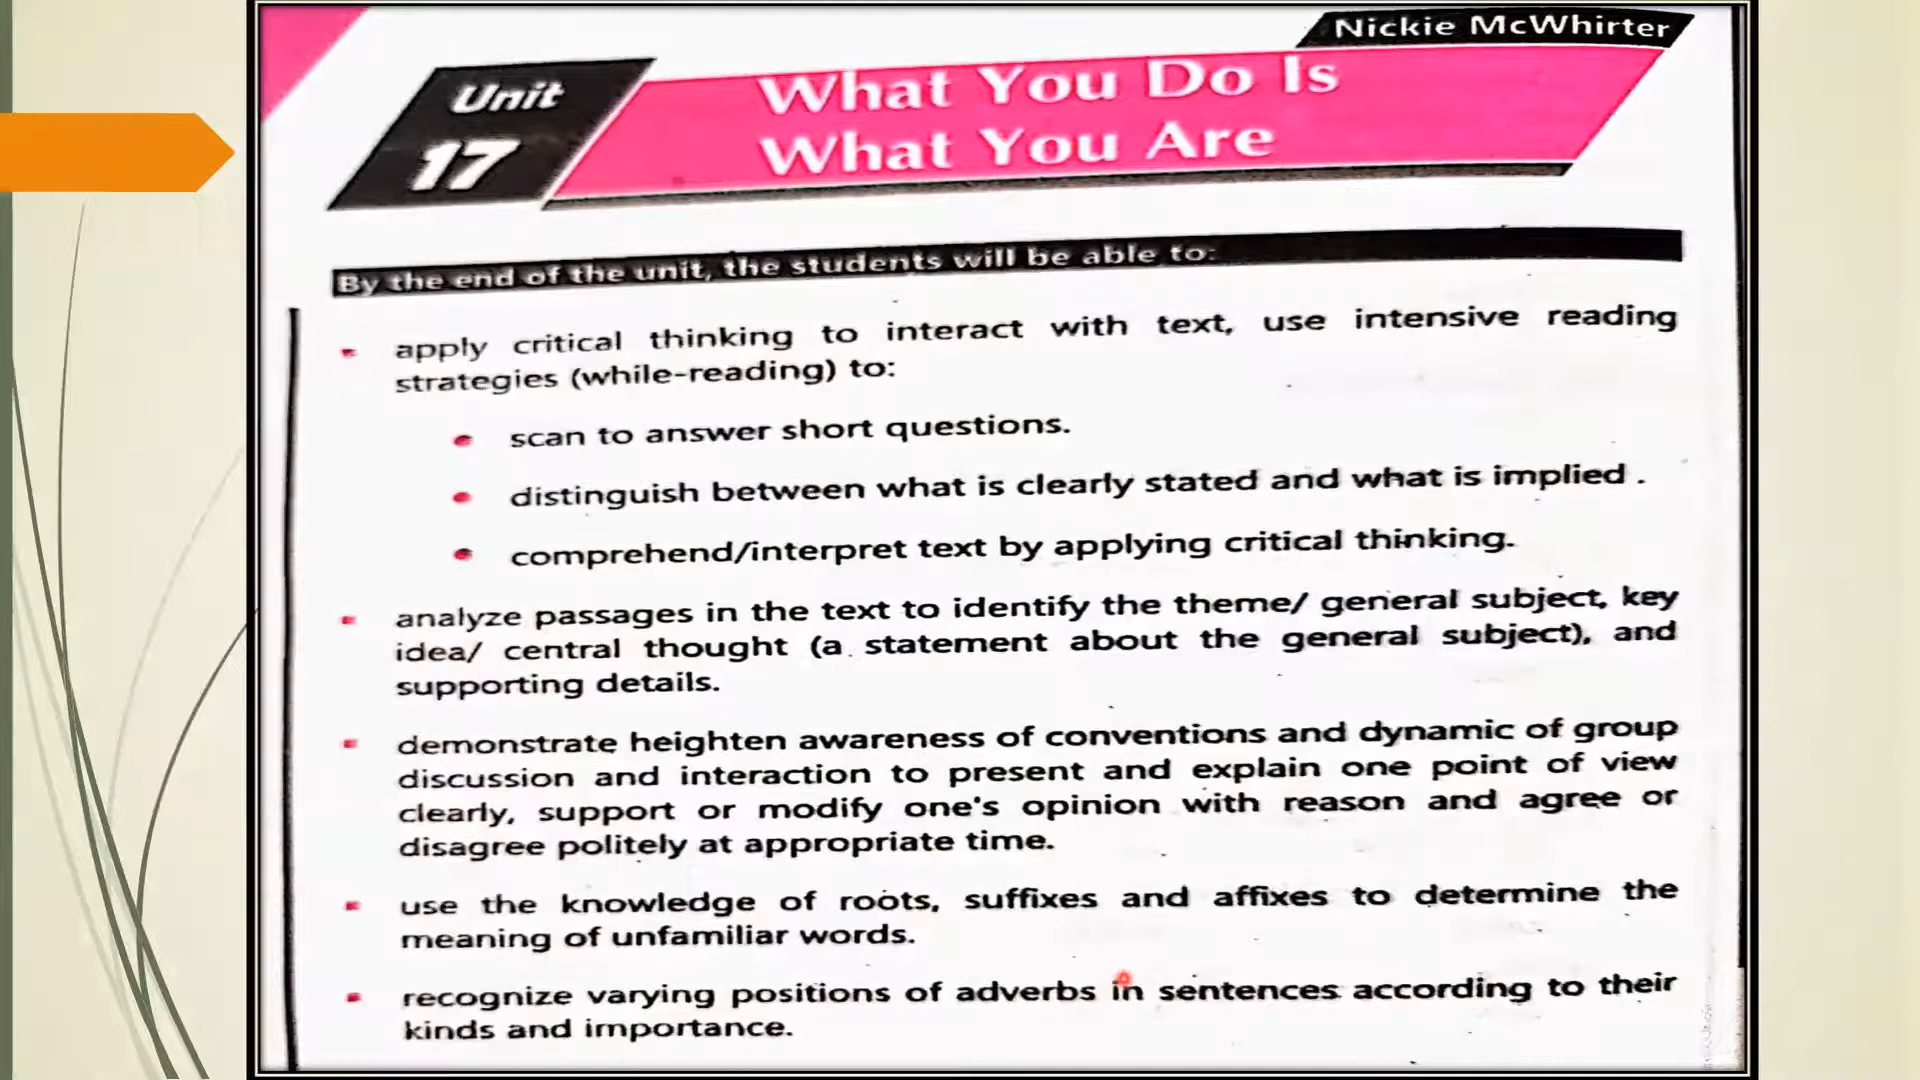 Nickie McWhirter
Unit
17
What You Do Is
What You Are
By the end of the unit, the students will be able to:
apply critical thinking to interact with text, use intensive reading
strategies (while-reading) to:
scan to answer short questions.
distinguish between what is clearly stated and what is implied .
comprehend/interpret text by applying critical thinking.
analyze passages in the text to identify the theme/ general subject, key
idea/ central thought (a statement about the general subject), and
supporting details.
demonstrate heighten awareness of conventions and dynamic of group
discussion and interaction to present and explain one point of view
clearly, support or modify one's opinion with reason and agree or
disagree politely at appropriate time.
use the knowledge of roots, suffixes and affixes to determine the
meaning of unfamiliar words.
recognize varying positions of adverbs in sentences according to their
kinds and importance.